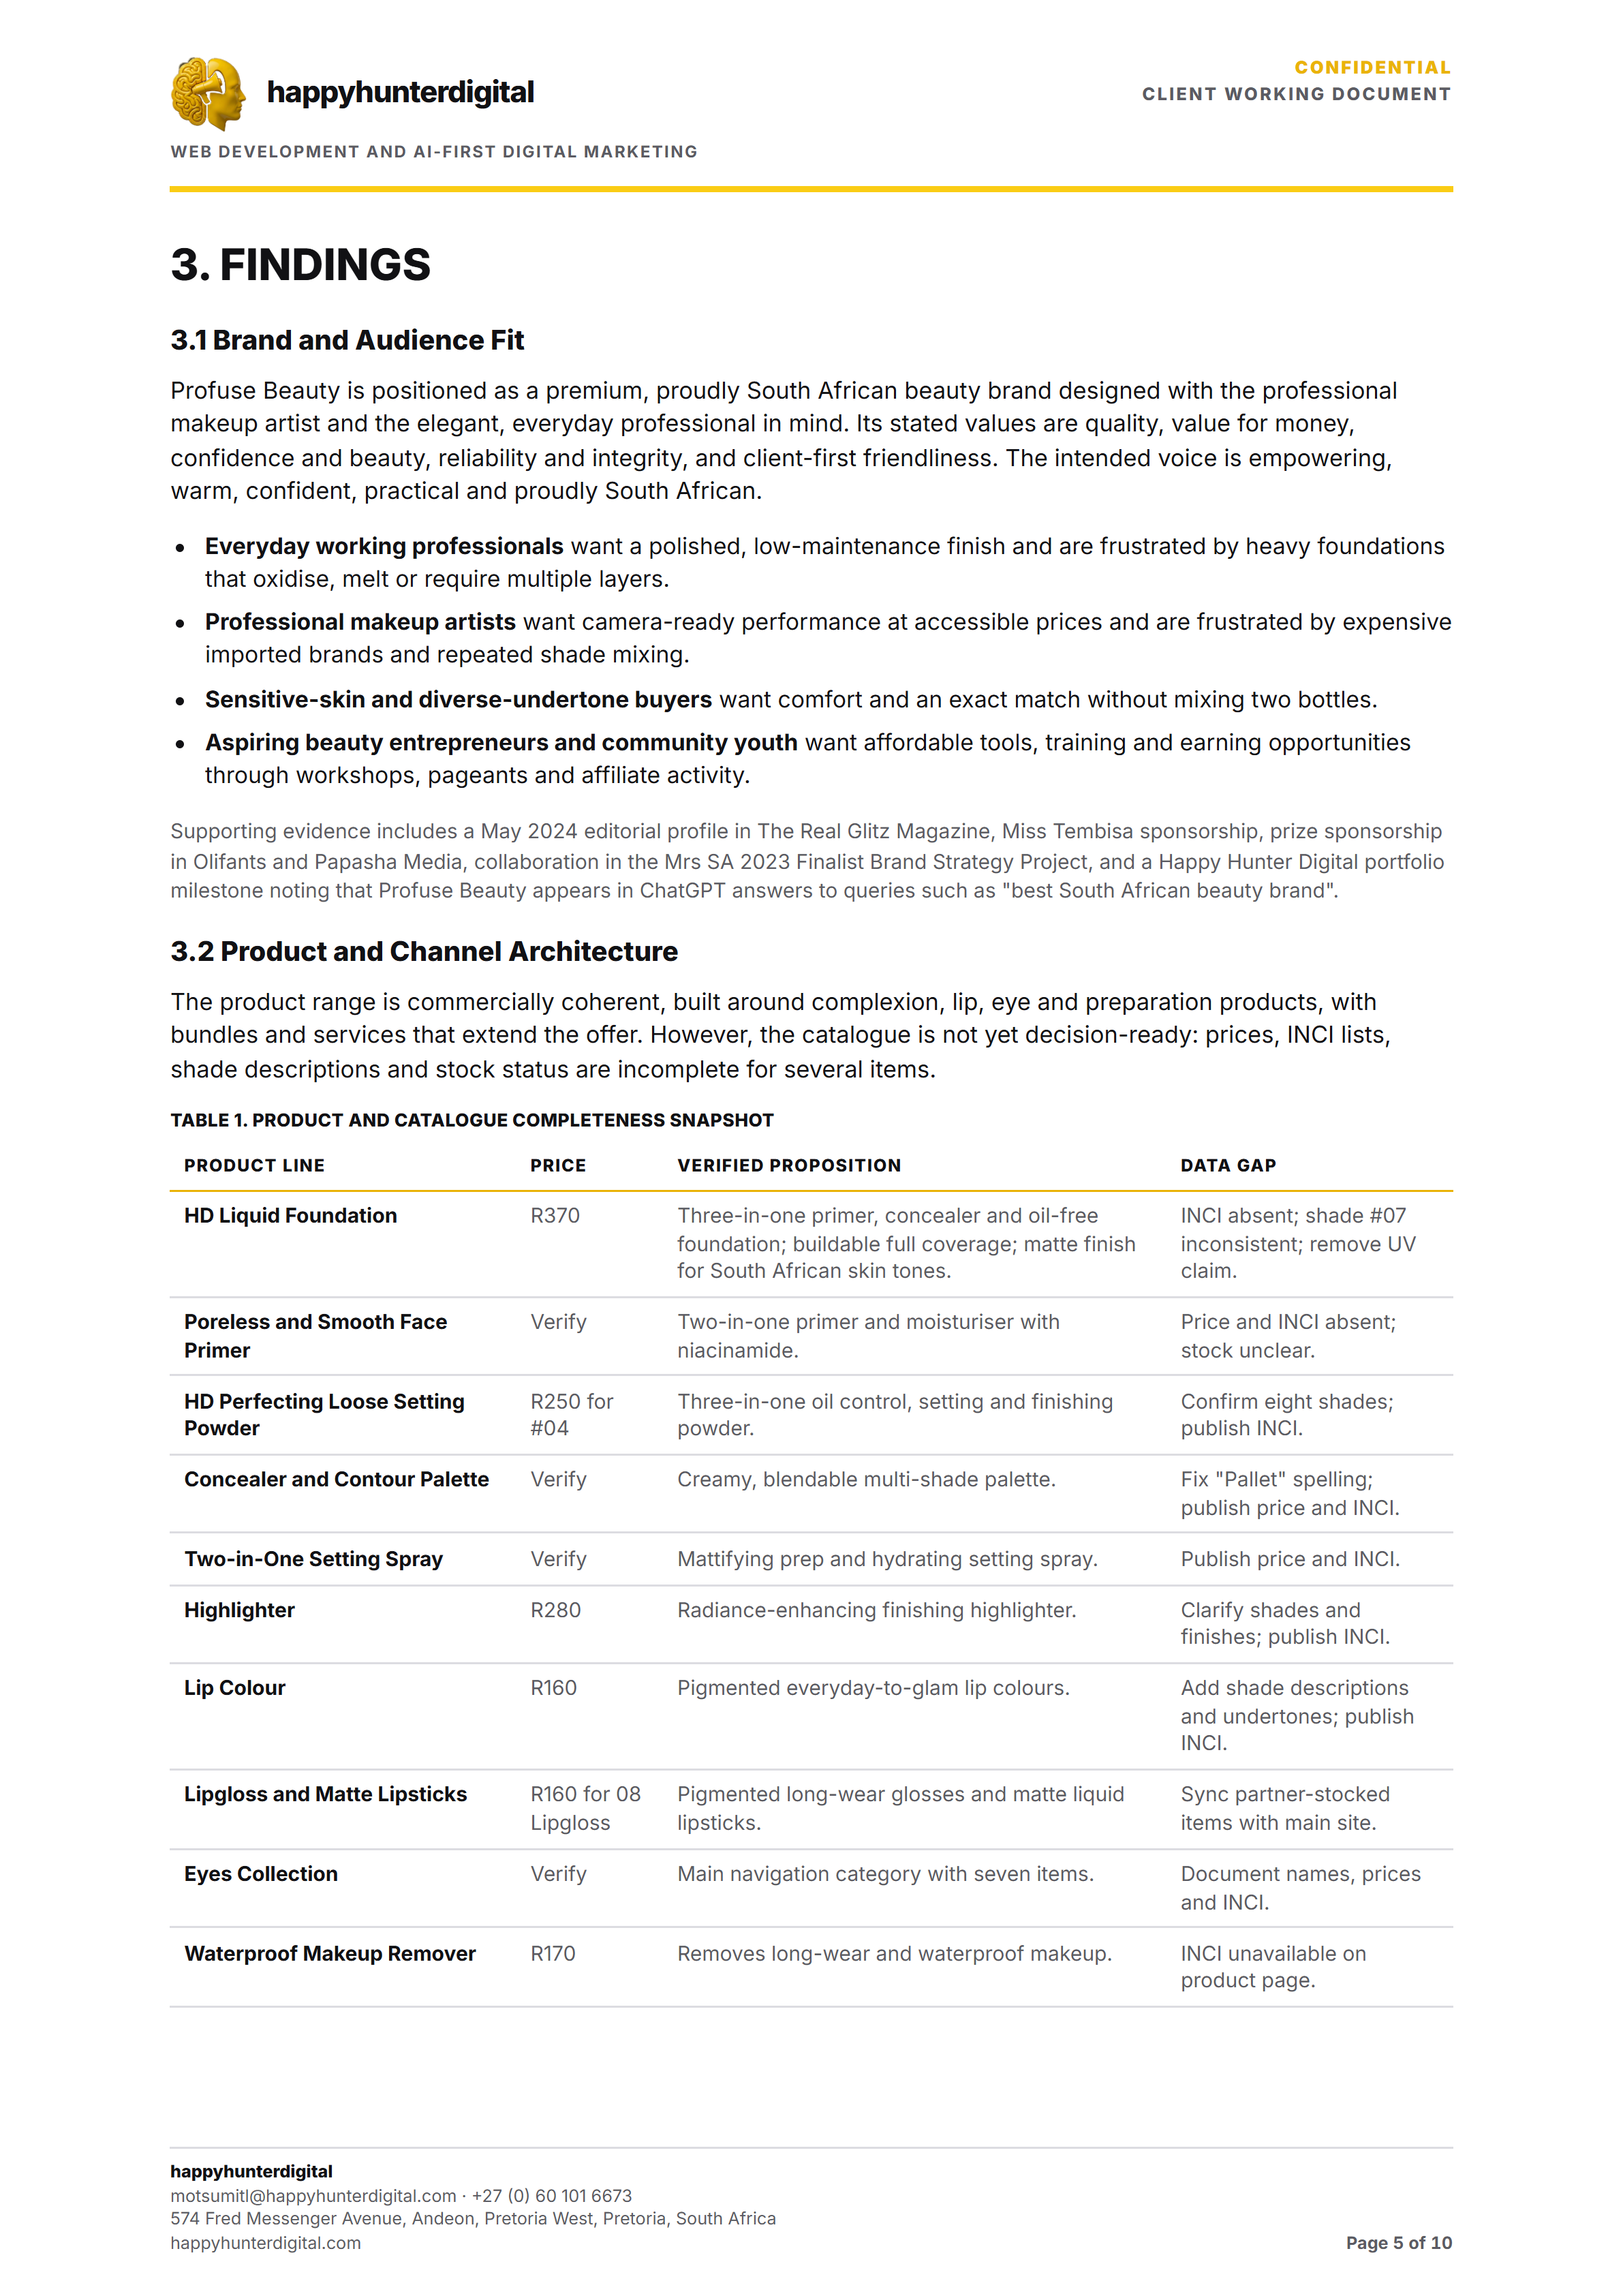 happyhunterdigital
CONFIDENTIAL
CLIENT WORKING DOCUMENT
WEB DEVELOPMENT AND AI-FIRST DIGITAL MARKETING
3. FINDINGS
3.1 Brand and Audience Fit
Profuse Beauty is positioned as a premium, proudly South African beauty brand designed with the professional
makeup artist and the elegant, everyday professional in mind. Its stated values are quality, value for money,
confidence and beauty, reliability and integrity, and client-first friendliness. The intended voice is empowering,
warm, confident, practical and proudly South African.
• Everyday working professionals want a polished, low-maintenance finish and are frustrated by heavy foundations
that oxidise, melt or require multiple layers.
• Professional makeup artists want camera-ready performance at accessible prices and are frustrated by expensive
imported brands and repeated shade mixing.
• Sensitive-skin and diverse-undertone buyers want comfort and an exact match without mixing two bottles.
• Aspiring beauty entrepreneurs and community youth want affordable tools, training and earning opportunities
through workshops, pageants and affiliate activity.
Supporting evidence includes a May 2024 editorial profile in The Real Glitz Magazine, Miss Tembisa sponsorship, prize sponsorship
in Olifants and Papasha Media, collaboration in the Mrs SA 2023 Finalist Brand Strategy Project, and a Happy Hunter Digital portfolio
milestone noting that Profuse Beauty appears in ChatGPT answers to queries such as "best South African beauty brand".
3.2 Product and Channel Architecture
The product range is commercially coherent, built around complexion, lip, eye and preparation products, with
bundles and services that extend the offer. However, the catalogue is not yet decision-ready: prices, INCI lists,
shade descriptions and stock status are incomplete for several items.
TABLE 1. PRODUCT AND CATALOGUE COMPLETENESS SNAPSHOT
PRODUCT LINE PRICE VERIFIED PROPOSITION DATA GAP
HD Liquid Foundation R370 Three-in-one primer, concealer and oil-free INCI absent; shade #07
foundation; buildable full coverage; matte finish inconsistent; remove UV
for South African skin tones. claim.
Poreless and Smooth Face Verify Two-in-one primer and moisturiser with Price and INCI absent;
Primer niacinamide. stock unclear.
HD Perfecting Loose Setting R250 for Three-in-one oil control, setting and finishing Confirm eight shades;
Powder #04 powder. publish INCI.
Concealer and Contour Palette Verify Creamy, blendable multi-shade palette. Fix "Pallet" spelling;
publish price and INCI.
Two-in-One Setting Spray Verify Mattifying prep and hydrating setting spray. Publish price and INCI.
Highlighter R280 Radiance-enhancing finishing highlighter. Clarify shades and
finishes; publish INCI.
Lip Colour R160 Pigmented everyday-to-glam lip colours. Add shade descriptions
and undertones; publish
INCI.
Lipgloss and Matte Lipsticks R160 for 08 Pigmented long-wear glosses and matte liquid Sync partner-stocked
Lipgloss lipsticks. items with main site.
Eyes Collection Verify Main navigation category with seven items. Document names, prices
and INCI.
Waterproof Makeup Remover R170 Removes long-wear and waterproof makeup. INCI unavailable on
product page.
happyhunterdigital
motsumitl@happyhunterdigital.com · +27 (0) 60 101 6673
574 Fred Messenger Avenue, Andeon, Pretoria West, Pretoria, South Africa
happyhunterdigital.com Page 5 of 10